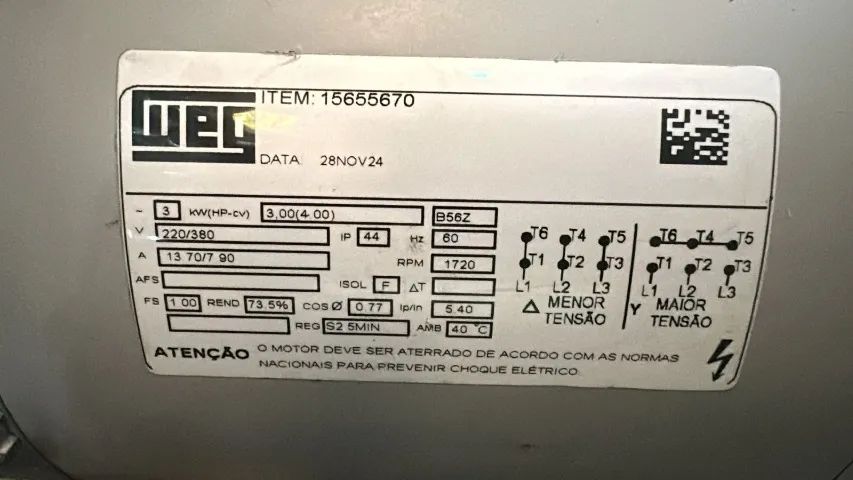 WEG
ITEM: 15655670
DATA 28NOV24
~ 3 kW(HP-cv) 3,00(4.00) B56Z
V 220/380 IP 44 Hz 60
A 13.70/7.90 RPM 1720
AFS ISOL F ΔT
FS 1.00 REND 73.5% COS Ø 0.77 Ip/In 5.40
REG S2 5MIN AMB 40 °C
T6 T4 T5
T1 T2 T3
L1 L2 L3
Δ MENOR TENSÃO
T6 T4 T5
T1 T2 T3
L1 L2 L3
Y MAIOR TENSÃO
ATENÇÃO O MOTOR DEVE SER ATERRADO DE ACORDO COM AS NORMAS
NACIONAIS PARA PREVENIR CHOQUE ELÉTRICO.